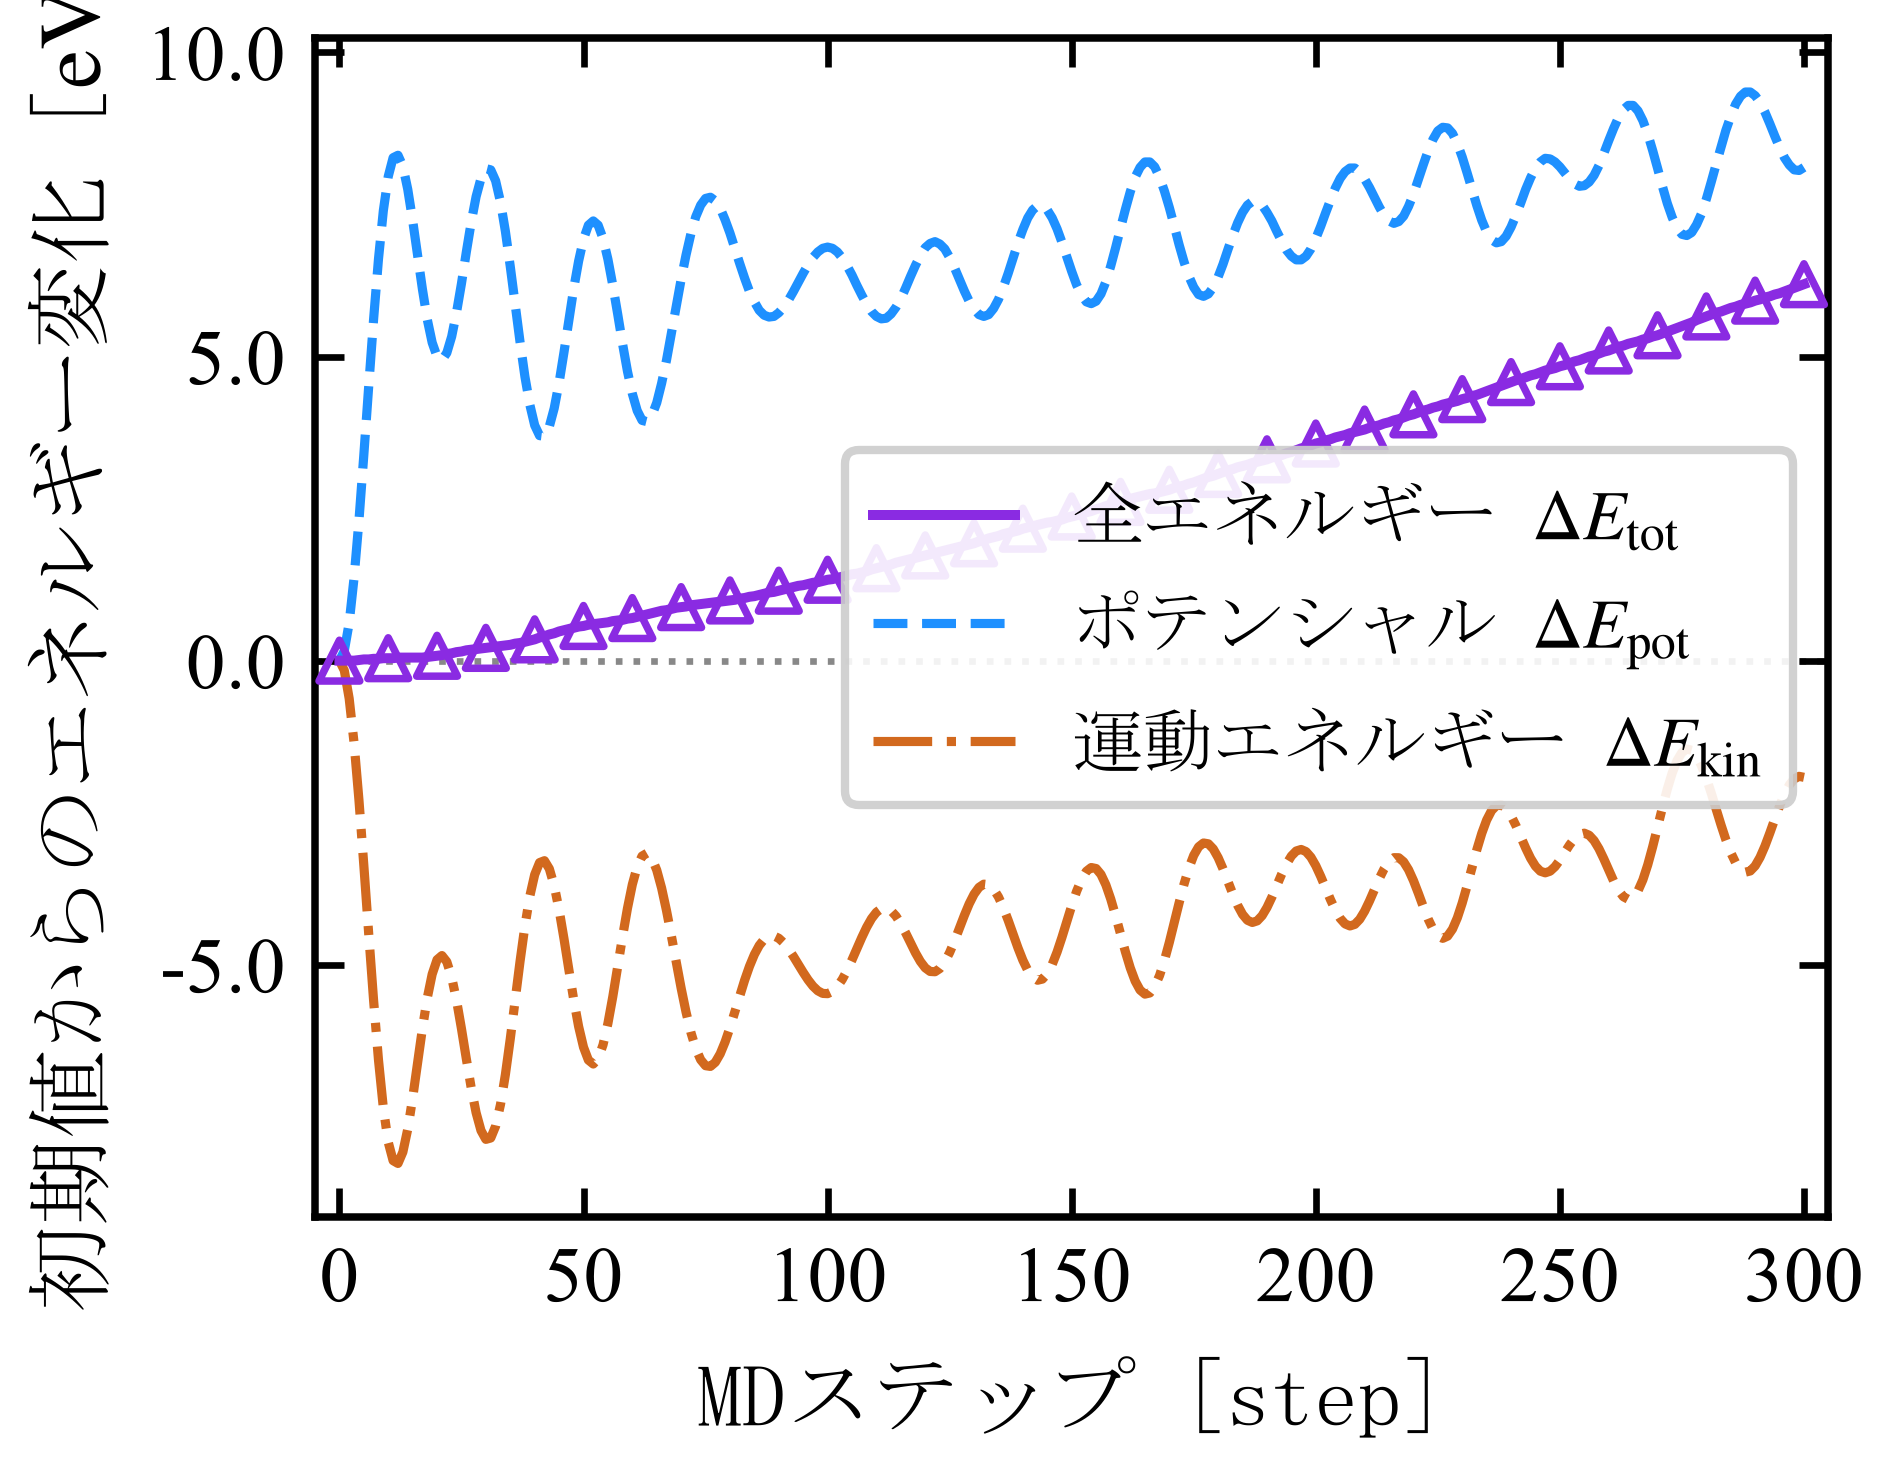 初期値からのエネルギー変化 [eV
10.0
5.0
0.0
-5.0
全エネルギー ΔEtot
ポテンシャル ΔEpot
運動エネルギー ΔEkin
0 50 100 150 200 250 300
MDステップ [step]